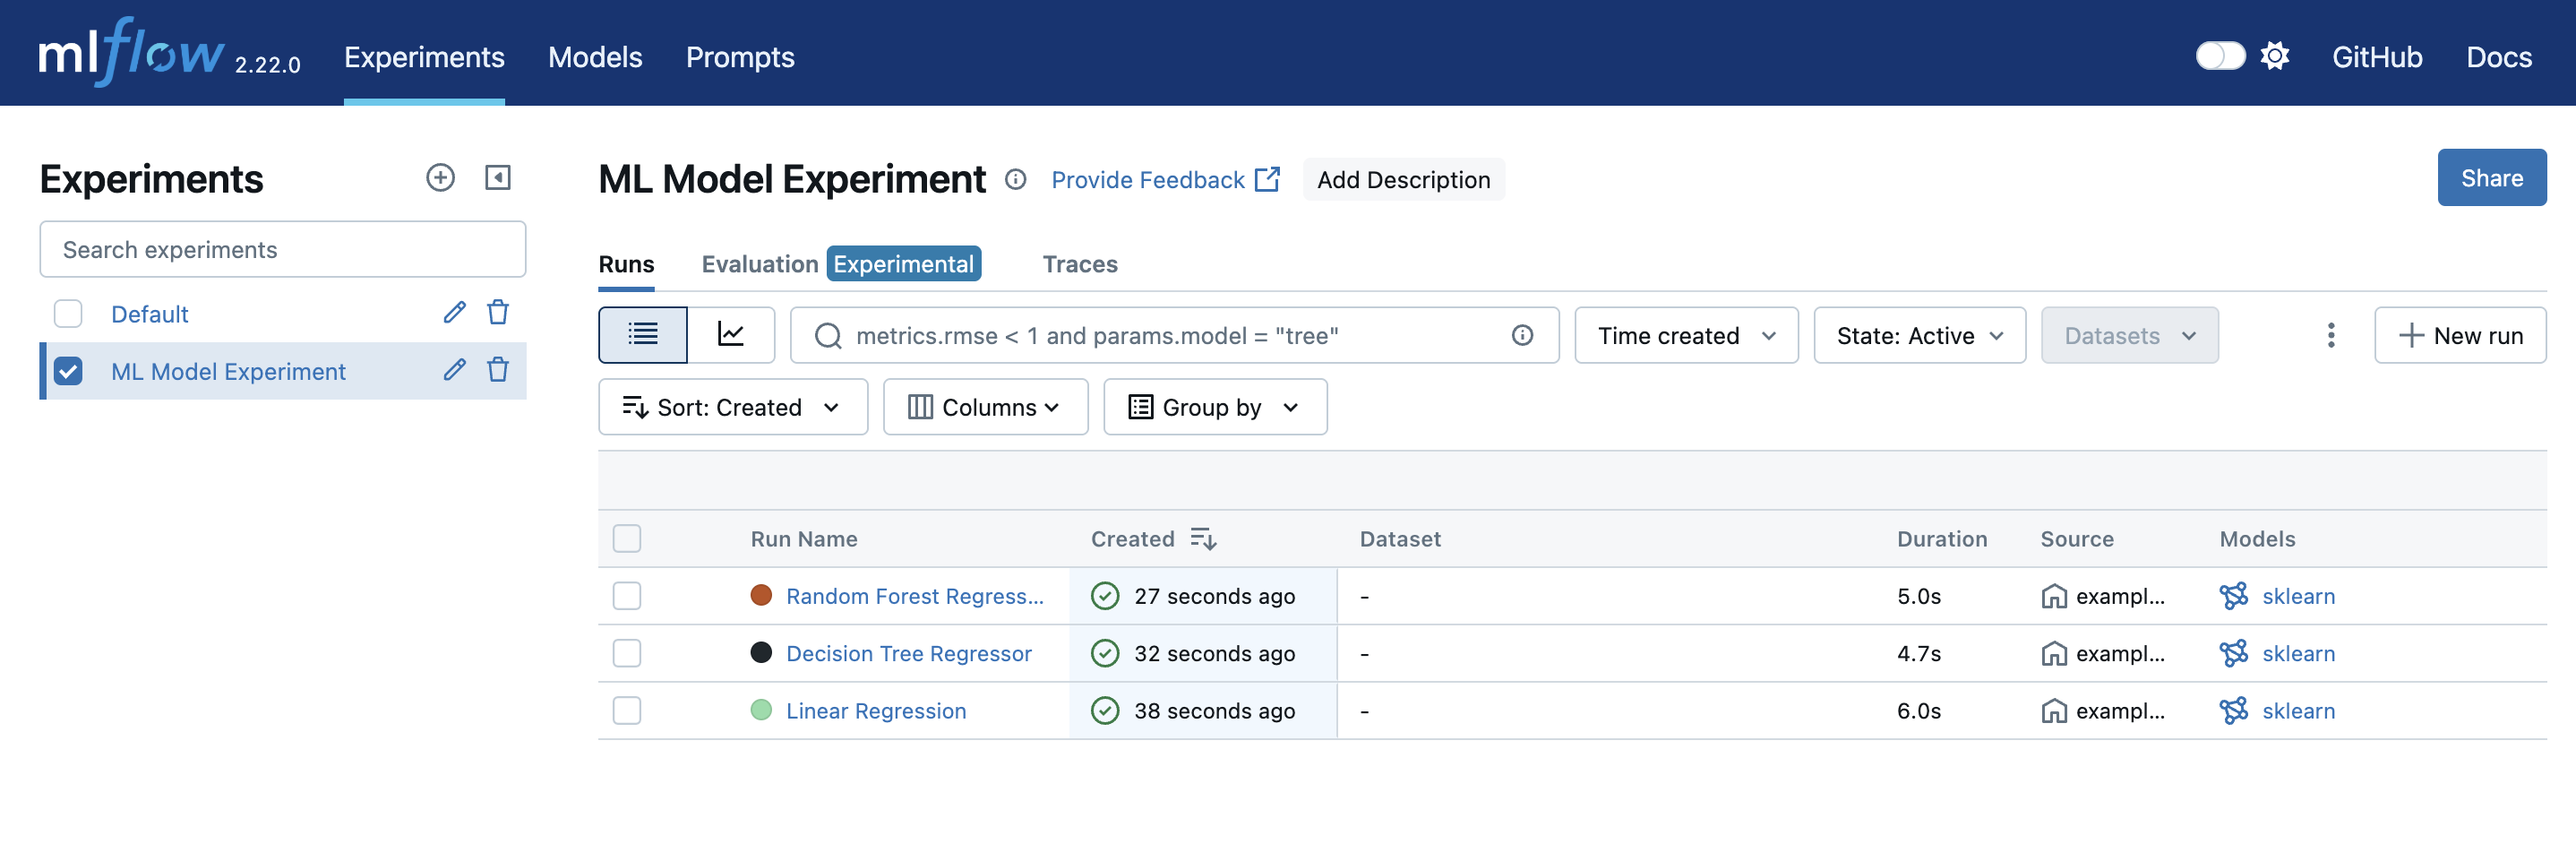 mlflow 2.22.0 Experiments Models Prompts GitHub Docs
Experiments
Search experiments
Default
ML Model Experiment
ML Model Experiment Provide Feedback Add Description Share
Runs Evaluation Experimental Traces
metrics.rmse < 1 and params.model = "tree" Time created State: Active Datasets New run
Sort: Created Columns Group by
Run Name Created Dataset Duration Source Models
Random Forest Regress... 27 seconds ago - 5.0s exampl... sklearn
Decision Tree Regressor 32 seconds ago - 4.7s exampl... sklearn
Linear Regression 38 seconds ago - 6.0s exampl... sklearn